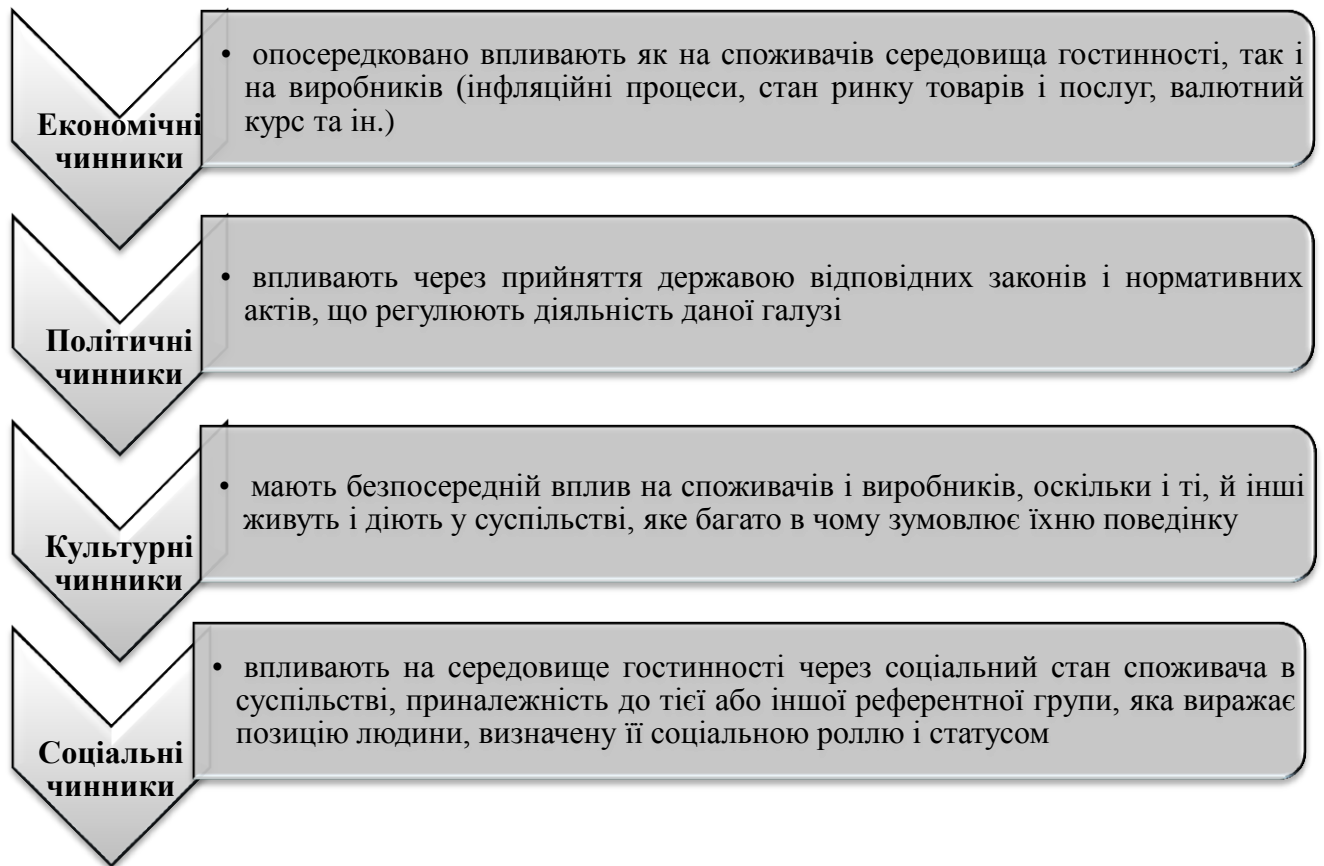 Економічні
чинники
• опосередковано впливають як на споживачів середовища гостинності, так і
на виробників (інфляційні процеси, стан ринку товарів і послуг, валютний
курс та ін.)
Політичні
чинники
• впливають через прийняття державою відповідних законів і нормативних
актів, що регулюють діяльність даної галузі
Культурні
чинники
• мають безпосередній вплив на споживачів і виробників, оскільки і ті, й інші
живуть і діють у суспільстві, яке багато в чому зумовлює їхню поведінку
Соціальні
чинники
• впливають на середовище гостинності через соціальний стан споживача в
суспільстві, приналежність до тієї або іншої референтної групи, яка виражає
позицію людини, визначену її соціальною роллю і статусом